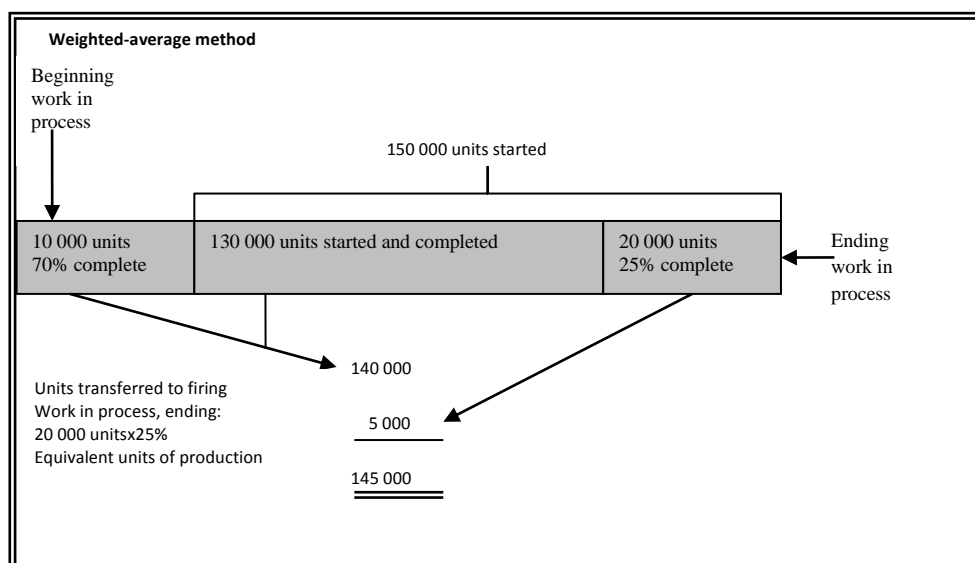 Weighted-average method
Beginning
work in
process
150 000 units started
10 000 units
70% complete
130 000 units started and completed
20 000 units
25% complete
Ending
work in
process
140 000
Units transferred to firing
Work in process, ending:
5 000
20 000 unitsx25%
Equivalent units of production
145 000